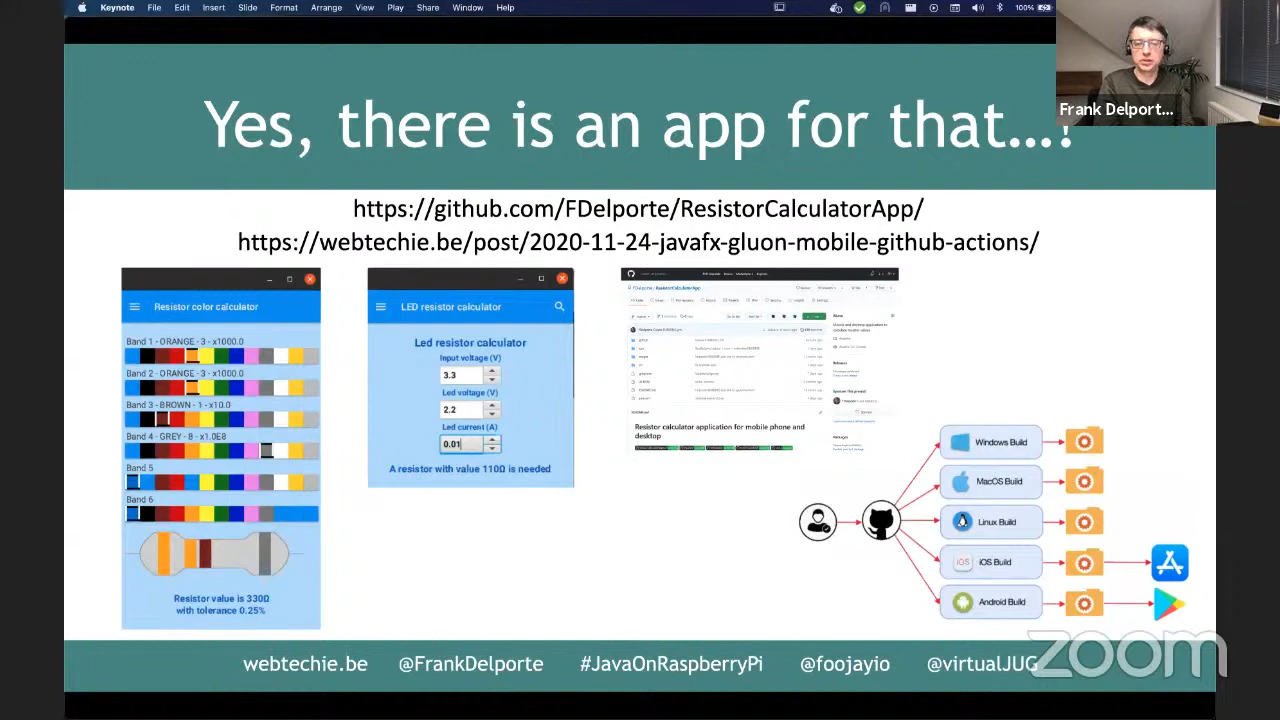 Keynote File Edit Insert Slide Format Arrange View Play Share Window Help
100%
Frank Delport...
Yes, there is an app for that...!
https://github.com/FDelporte/ResistorCalculatorApp/
https://webtechie.be/post/2020-11-24-javafx-gluon-mobile-github-actions/
Resistor color calculator
Band 1 - ORANGE - 3 - x1000.0
Band 2 - ORANGE - 3 - x1000.0
Band 3 - BROWN - 1 - x10.0
Band 4 - GREY - 8 - x1.0E8
Band 5
Band 6
Resistor value is 330Ω
with tolerance 0.25%
LED resistor calculator
Led resistor calculator
Input voltage (V)
3.3
Led voltage (V)
2.2
Led current (A)
0.01
A resistor with value 110Ω is needed
Resistor calculator application for mobile phone and
desktop
Windows Build
MacOS Build
Linux Build
iOS
iOS Build
Android Build
zoom
webtechie.be @FrankDelporte #JavaOnRaspberryPi @foojayio @virtualJUG